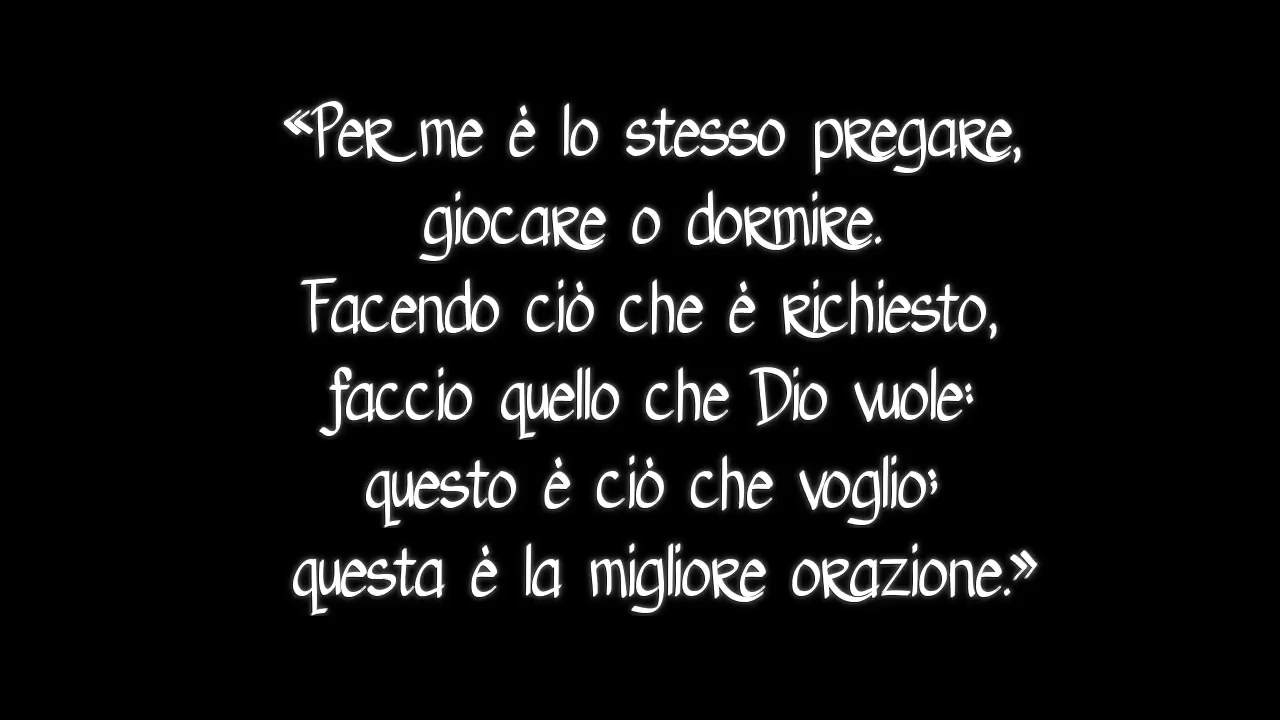 «Per me è lo stesso pregare,
giocare o dormire.
Facendo ciò che è richiesto,
faccio quello che Dio vuole:
questo è ciò che voglio;
questa è la migliore orazione.»